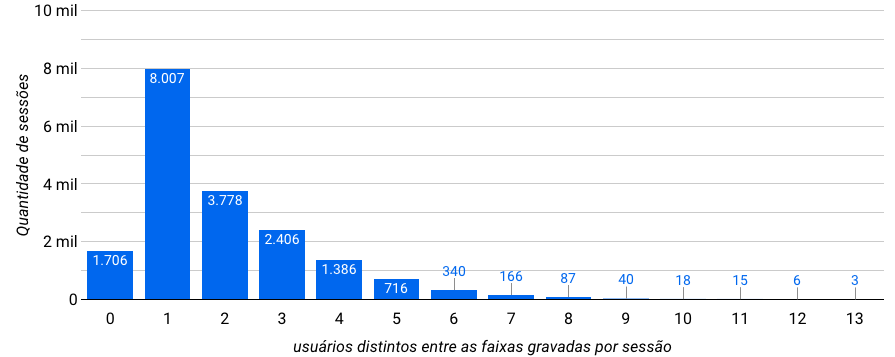 10 mil
8 mil
6 mil
4 mil
2 mil
0
Quantidade de sessões
1.706
8.007
3.778
2.406
1.386
716
340
166
87
40
18
15
6
3
0 1 2 3 4 5 6 7 8 9 10 11 12 13
usuários distintos entre as faixas gravadas por sessão